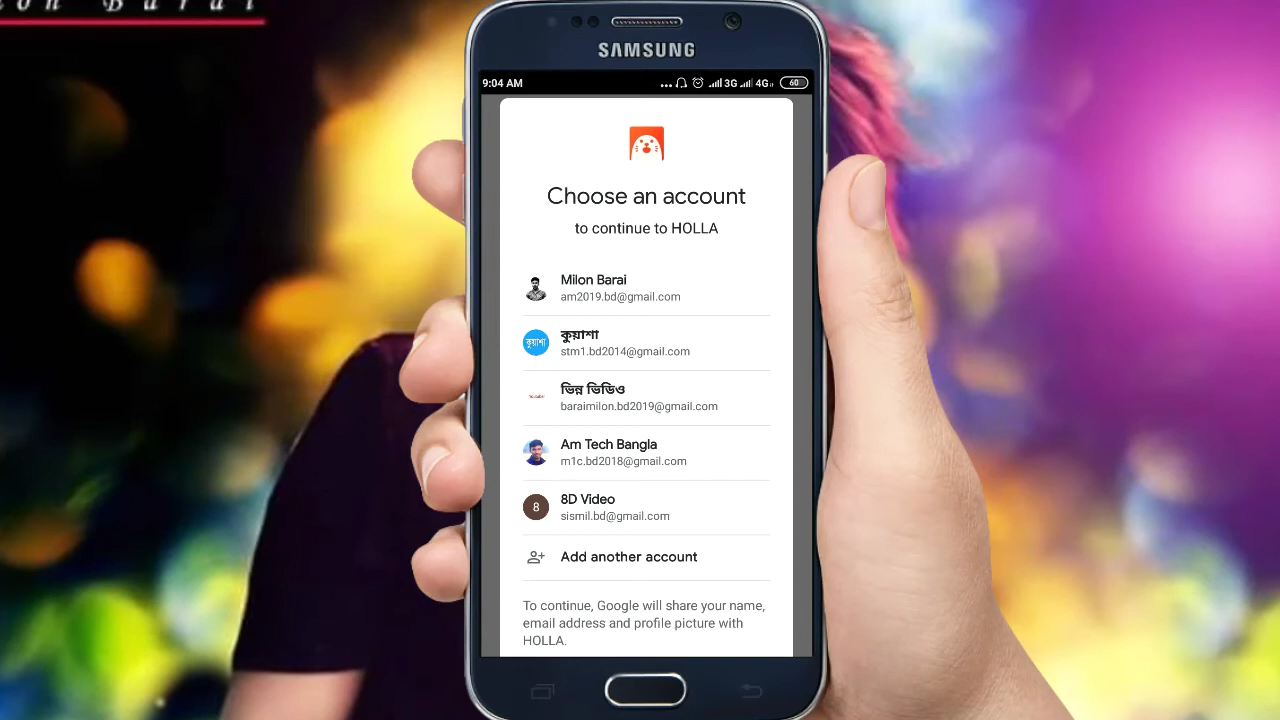 on Barai
SAMSUNG
9:04 AM
3G 4G 60
Choose an account
to continue to HOLLA
Milon Barai
am2019.bd@gmail.com
কুয়াশা
কুয়াশা
stm1.bd2014@gmail.com
ভিন্ন ভিডিও
baraimilon.bd2019@gmail.com
Am Tech Bangla
m1c.bd2018@gmail.com
8
8D Video
sismil.bd@gmail.com
Add another account
To continue, Google will share your name,
email address and profile picture with
HOLLA.